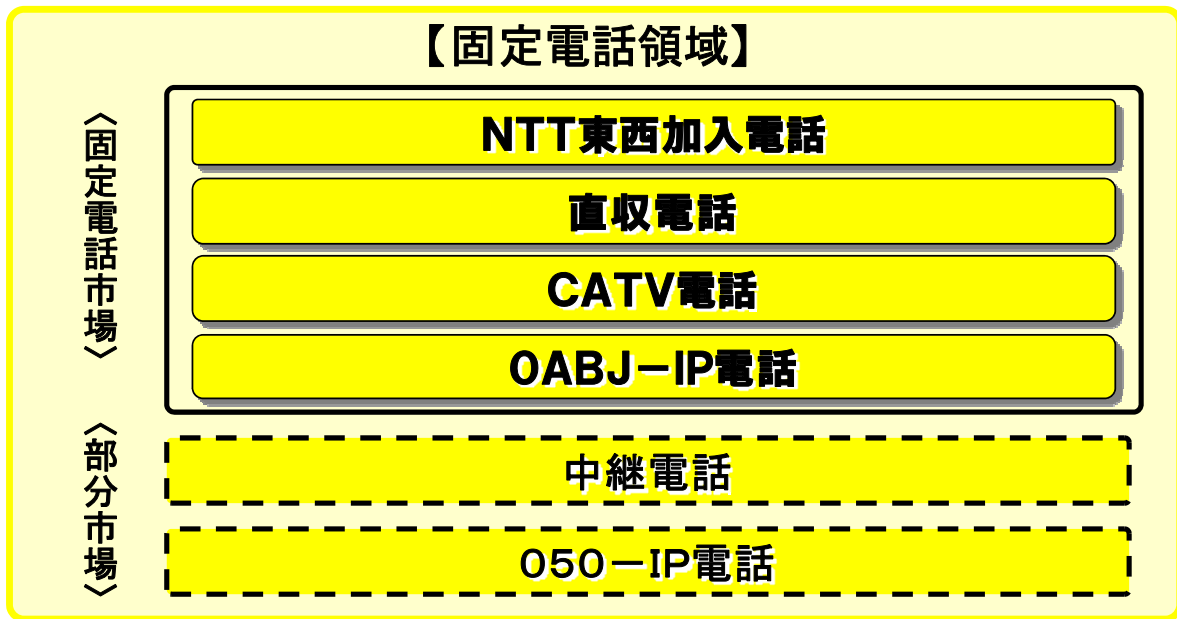 【固定電話領域】
〈固定電話市場〉
NTT東西加入電話
直収電話
CATV電話
0ABJ－IP電話
〈部分市場〉
中継電話
050－IP電話